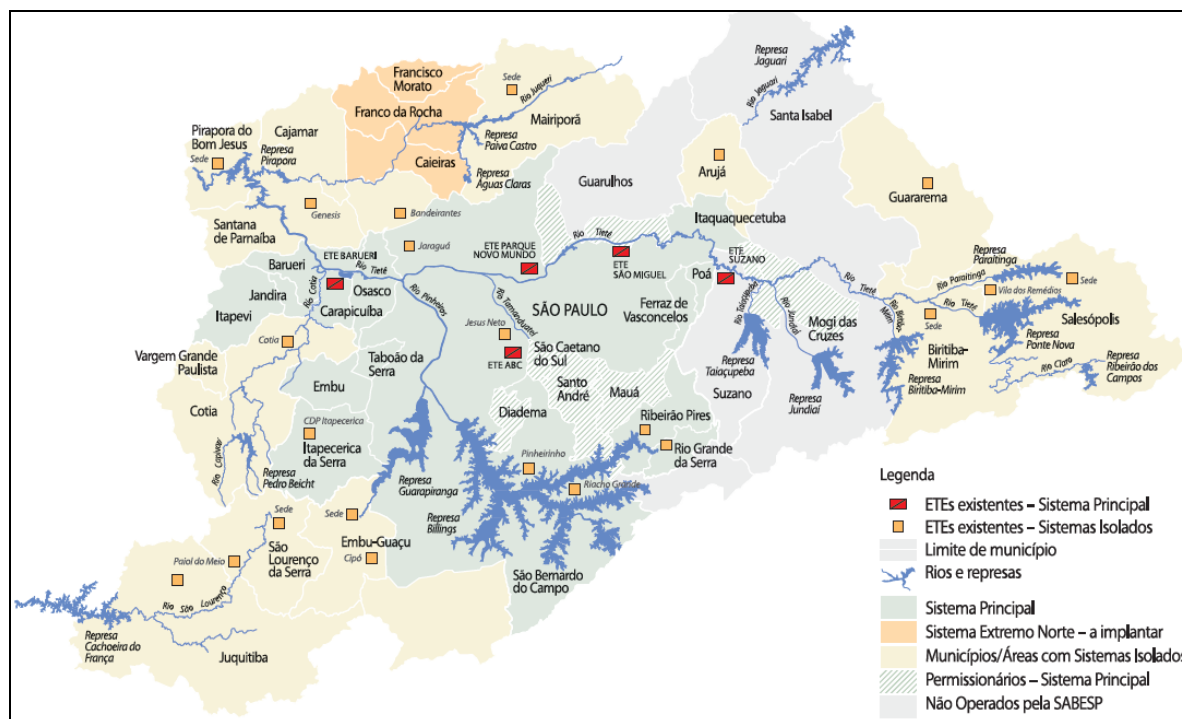 Francisco
Morato
Sede
Rio Juqueri
Franco da Rocha
Mairiporã
Represa
Jaguari
Rio Jaguari
Santa Isabel
Pirapora do
Bom Jesus
Sede
Represa
Pirapora
Cajamar
Caieiras
Represa
Paiva Castro
Represa
Águas Claras
Guarulhos
Arujá
Guararema
Genesis
Bandeirantes
Santana
de Parnaíba
Jaraguá
Itaquaquecetuba
ETE PARQUE
NOVO MUNDO
Rio Tietê
ETE
SÃO MIGUEL
ETE
SUZANO
Poá
ETE BARUERI
Barueri
Rio Tietê
Osasco
Rio Cotia
Carapicuíba
Jandira
Itapevi
Rio Pinheiros
Rio Tamanduateí
SÃO PAULO
Ferraz de
Vasconcelos
Rio Taiaçupeba
Rio Jundiaí
Mogi das
Cruzes
Rio Tietê
Rio Biritiba-
Mirim
Rio Paraitinga
Represa
Paraitinga
Vila dos Remédios
Sede
Rio Tietê
Sede
Salesópolis
Represa
Ponte Nova
Biritiba-
Mirim
Represa
Biritiba-Mirim
Rio Claro
Represa
Ribeirão dos
Campos
Cotia
Vargem Grande
Paulista
Taboão da
Serra
Embu
Jesus Neto
ETE ABC
São Caetano
do Sul
Santo
André
Mauá
Diadema
Represa
Taiaçupeba
Suzano
Represa
Jundiaí
Cotia
CDP Itapecerica
Itapecerica
da Serra
Rio Capivari
Represa
Pedro Beicht
Represa
Guarapiranga
Represa
Billings
Pinheirinho
Ribeirão Pires
Rio Grande
da Serra
Riacho Grande
Sede
São
Lourenço
da Serra
Sede
Embu-Guaçu
Cipó
São Bernardo
do Campo
Paiol do Meio
Rio São Lourenço
Represa
Cachoeira do
França
Juquitiba
Legenda
ETEs existentes – Sistema Principal
ETEs existentes – Sistemas Isolados
Limite de município
Rios e represas
Sistema Principal
Sistema Extremo Norte – a implantar
Municípios/Áreas com Sistemas Isolados
Permissionários – Sistema Principal
Não Operados pela SABESP